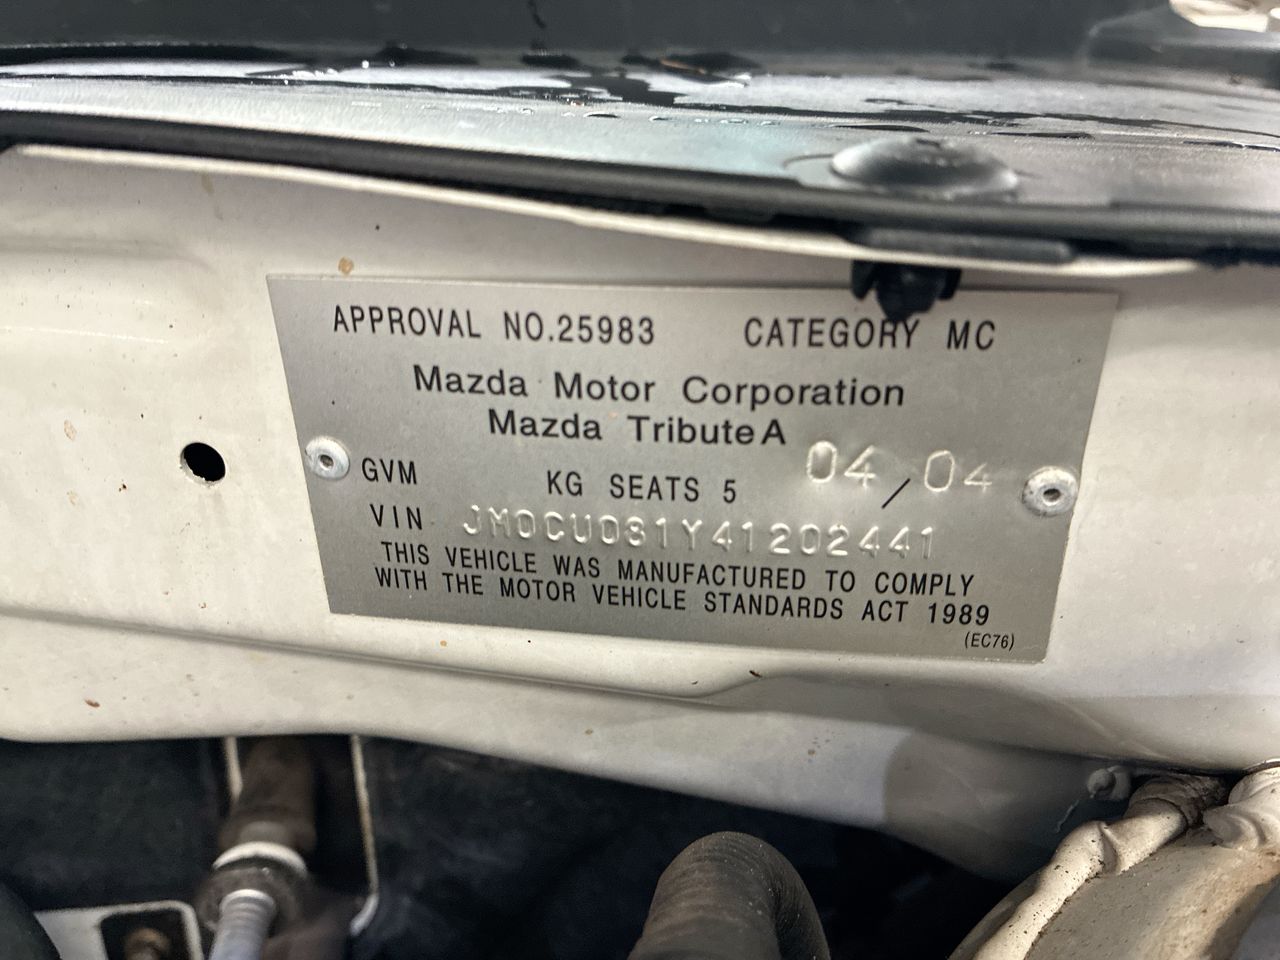 APPROVAL NO.25983 CATEGORY MC
Mazda Motor Corporation
Mazda Tribute A
04/04
GVM KG SEATS 5
VIN JM0CU081Y41202441
THIS VEHICLE WAS MANUFACTURED TO COMPLY
WITH THE MOTOR VEHICLE STANDARDS ACT 1989
(EC76)